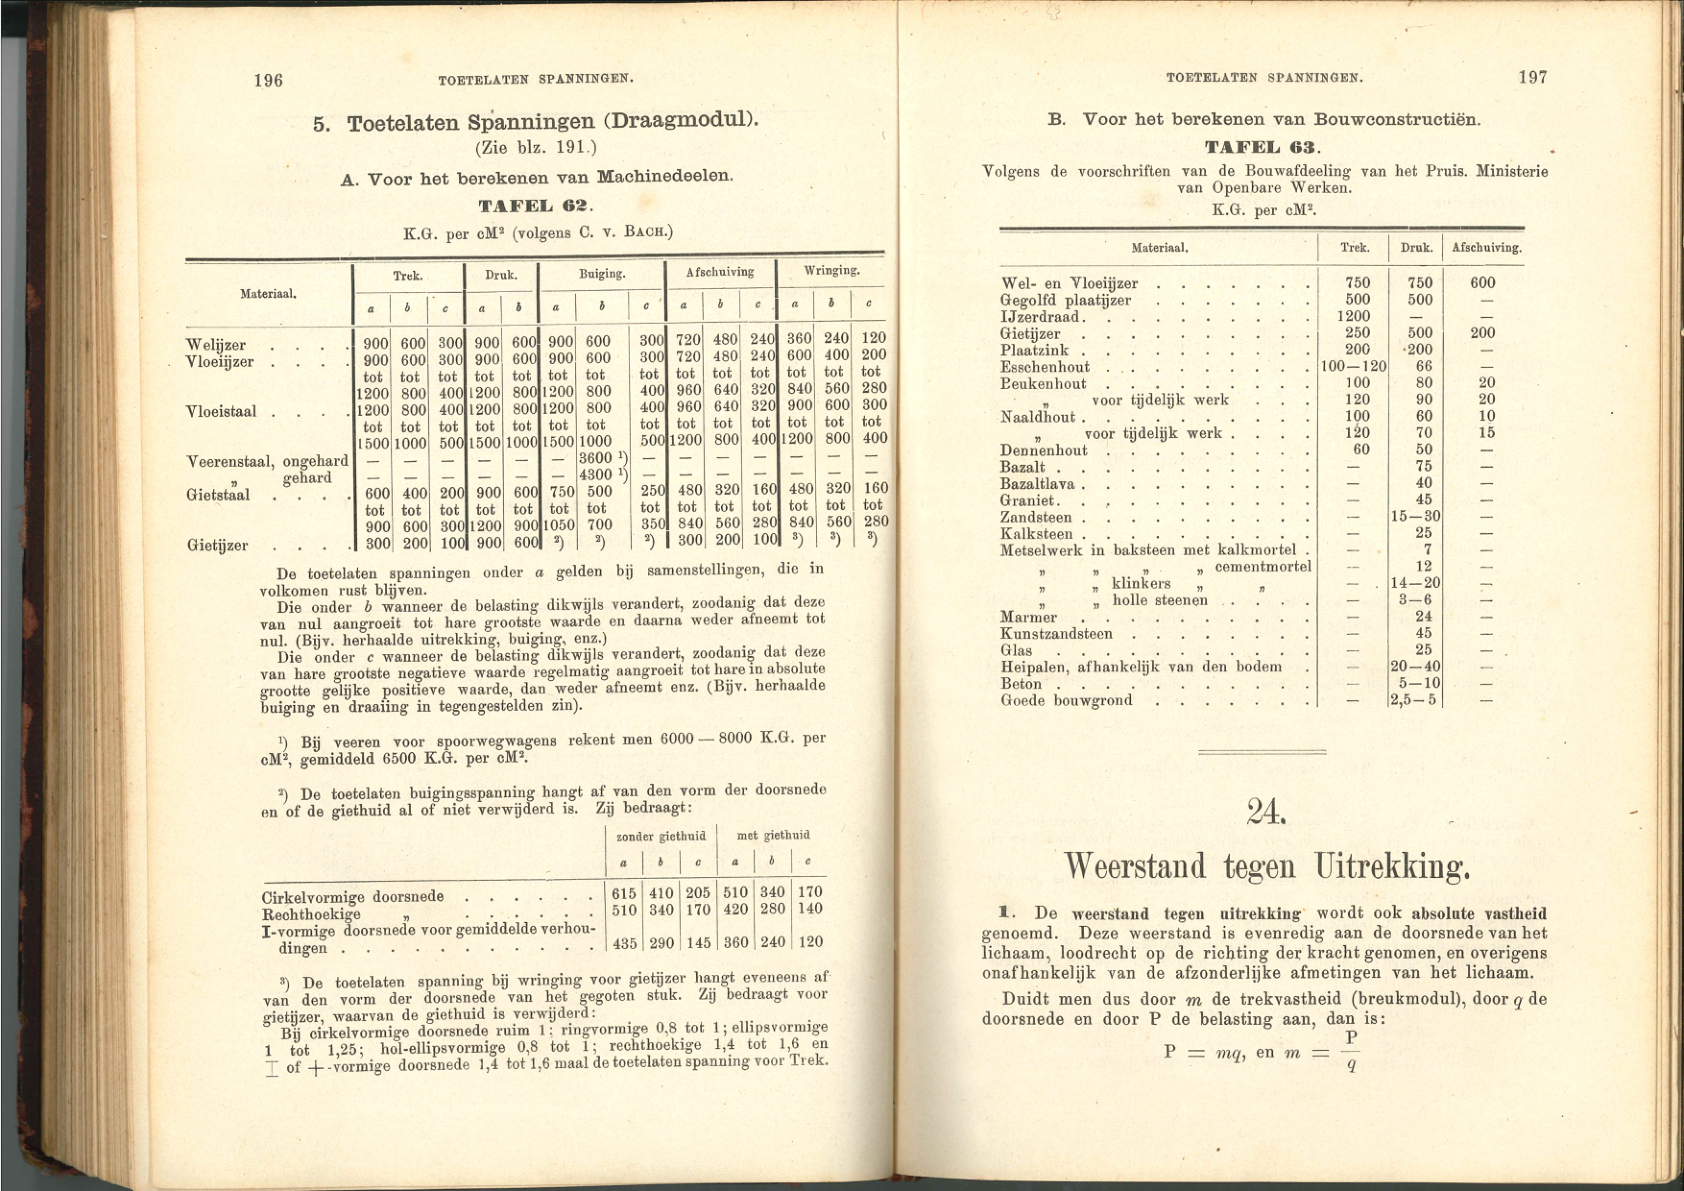 196
TOETELATEN SPANNINGEN.
5. Toetelaten Spanningen (Draagmodul).
(Zie blz. 191.)
A. Voor het berekenen van Machinedeelen.
TAFEL 62.
K.G. per cM² (volgens C. v. BACH.)
Materiaal. Trek. Druk. Buiging. Afschuiving Wringing.
a b c a b a b c a b c a b c
Welijzer . . . . 900 600 300 900 600 900 600 300 720 480 240 360 240 120
Vloeiijzer . . . . 900 600 300 900 600 900 600 300 720 480 240 600 400 200
tot tot tot tot tot tot tot tot tot tot tot tot tot tot
1200 800 400 1200 800 1200 800 400 960 640 320 840 560 280
Vloeistaal . . . . 1200 800 400 1200 800 1200 800 400 960 640 320 900 600 300
tot tot tot tot tot tot tot tot tot tot tot tot tot tot
1500 1000 500 1500 1000 1500 1000 500 1200 800 400 1200 800 400
Veerenstaal, ongehard — — — — — — 3600 ¹) — — — — — — —
„ gehard — — — — — — 4300 ¹) — — — — — — —
Gietstaal . . . . 600 400 200 900 600 750 500 250 480 320 160 480 320 160
tot tot tot tot tot tot tot tot tot tot tot tot tot tot
900 600 300 1200 900 1050 700 350 840 560 280 840 560 280
Gietijzer . . . . 300 200 100 900 600 ²) ²) ²) 300 200 100 ³) ³) ³)
De toetelaten spanningen onder a gelden bij samenstellingen, die in
volkomen rust blijven.
Die onder b wanneer de belasting dikwijls verandert, zoodanig dat deze
van nul aangroeit tot hare grootste waarde en daarna weder afneemt tot
nul. (Bijv. herhaalde uitrekking, buiging, enz.)
Die onder c wanneer de belasting dikwijls verandert, zoodanig dat deze
van hare grootste negatieve waarde regelmatig aangroeit tot hare in absolute
grootte gelijke positieve waarde, dan weder afneemt enz. (Bijv. herhaalde
buiging en draaiing in tegengestelden zin).
¹) Bij veeren voor spoorwegwagens rekent men 6000 — 8000 K.G. per
cM², gemiddeld 6500 K.G. per cM².
²) De toetelaten buigingsspanning hangt af van den vorm der doorsnede
en of de giethuid al of niet verwijderd is. Zij bedraagt:
zonder giethuid met giethuid
a b c a b c
Cirkelvormige doorsnede . . . . . . 615 410 205 510 340 170
Rechthoekige „ . . . . . . 510 340 170 420 280 140
I-vormige doorsnede voor gemiddelde verhou-
dingen . . . . . . . . . . . 435 290 145 360 240 120
³) De toetelaten spanning bij wringing voor gietijzer hangt eveneens af
van den vorm der doorsnede van het gegoten stuk. Zij bedraagt voor
gietijzer, waarvan de giethuid is verwijderd:
Bij cirkelvormige doorsnede ruim 1; ringvormige 0,8 tot 1; ellipsvormige
1 tot 1,25; hol-ellipsvormige 0,8 tot 1; rechthoekige 1,4 tot 1,6 en
⌶ of +-vormige doorsnede 1,4 tot 1,6 maal de toetelaten spanning voor Trek.
TOETELATEN SPANNINGEN.
197
B. Voor het berekenen van Bouwconstructiën.
TAFEL 63.
Volgens de voorschriften van de Bouwafdeeling van het Pruis. Ministerie
van Openbare Werken.
K.G. per cM².
Materiaal. Trek. Druk. Afschuiving.
Wel- en Vloeiijzer . . . . . . . 750 750 600
Gegolfd plaatijzer . . . . . . . 500 500 —
IJzerdraad . . . . . . . . . . 1200 — —
Gietijzer . . . . . . . . . . 250 500 200
Plaatzink . . . . . . . . . . 200 200 —
Esschenhout . . . . . . . . . 100—120 66 —
Beukenhout . . . . . . . . . 100 80 20
„ voor tijdelijk werk . . . 120 90 20
Naaldhout . . . . . . . . . . 100 60 10
„ voor tijdelijk werk . . . . 120 70 15
Dennenhout . . . . . . . . . 60 50 —
Bazalt . . . . . . . . . . . — 75 —
Bazaltlava . . . . . . . . . . — 40 —
Graniet . . . . . . . . . . . — 45 —
Zandsteen . . . . . . . . . . — 15—30 —
Kalksteen . . . . . . . . . . — 25 —
Metselwerk in baksteen met kalkmortel . — 7 —
„ „ „ „ cementmortel — 12 —
„ „ klinkers „ „ — 14—20 —
„ „ holle steenen . . . . — 3—6 —
Marmer . . . . . . . . . . — 24 —
Kunstzandsteen . . . . . . . . — 45 —
Glas . . . . . . . . . . . — 25 —
Heipalen, afhankelijk van den bodem . — 20—40 —
Beton . . . . . . . . . . . — 5—10 —
Goede bouwgrond . . . . . . . — 2,5—5 —
24.
Weerstand tegen Uitrekking.
1. De weerstand tegen uitrekking wordt ook absolute vastheid
genoemd. Deze weerstand is evenredig aan de doorsnede van het
lichaam, loodrecht op de richting der kracht genomen, en overigens
onafhankelijk van de afzonderlijke afmetingen van het lichaam.
Duidt men dus door m de trekvastheid (breukmodul), door q de
doorsnede en door P de belasting aan, dan is:
P = mq, en m = P/q